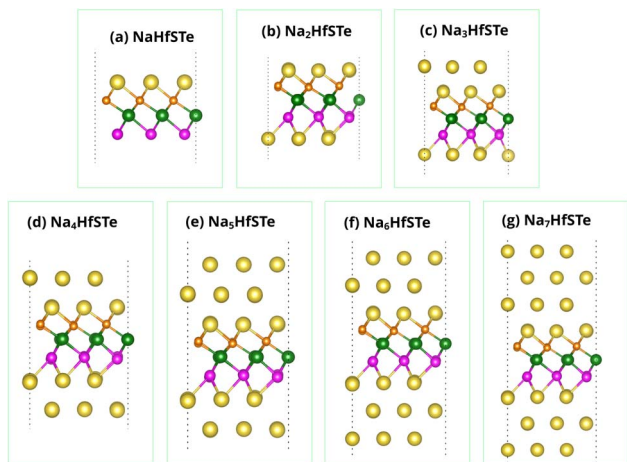 (a) NaHfSTe
(b) Na₂HfSTe
(c) Na₃HfSTe
(d) Na₄HfSTe
(e) Na₅HfSTe
(f) Na₆HfSTe
(g) Na₇HfSTe